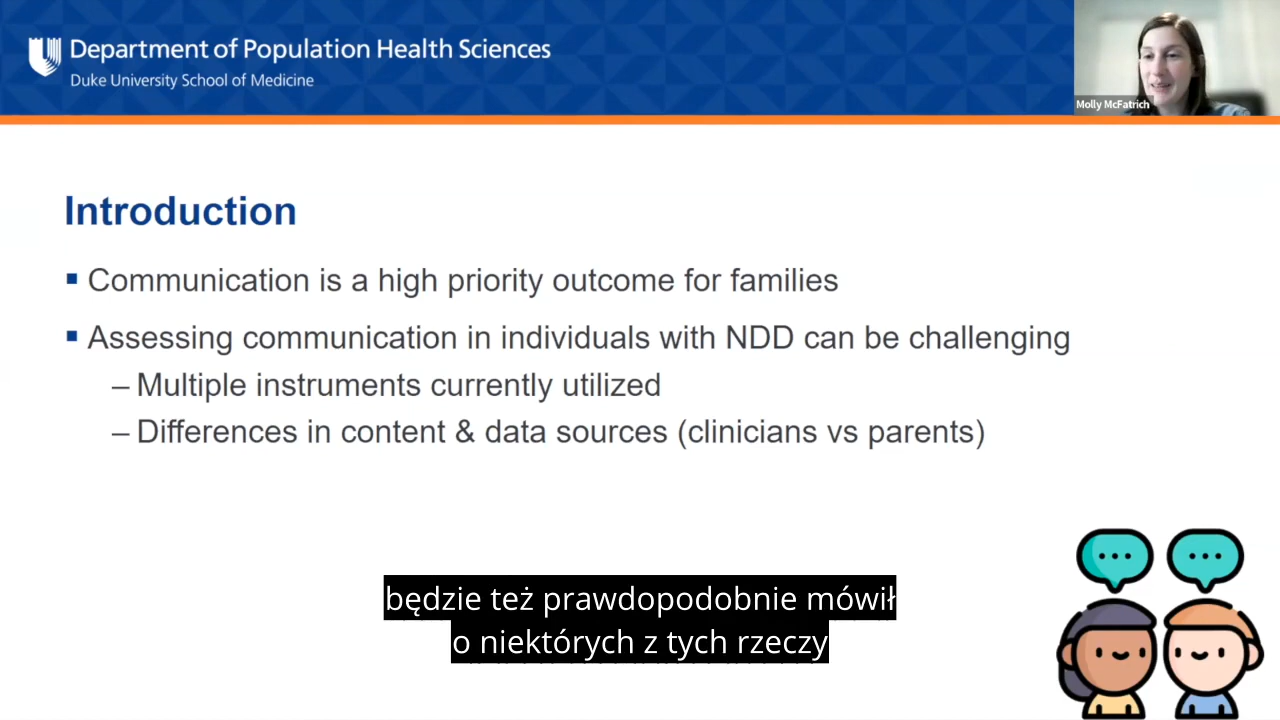 Department of Population Health Sciences
Duke University School of Medicine
Molly McFatrich
Introduction
▪ Communication is a high priority outcome for families
▪ Assessing communication in individuals with NDD can be challenging
– Multiple instruments currently utilized
– Differences in content & data sources (clinicians vs parents)
będzie też prawdopodobnie mówił
o niektórych z tych rzeczy